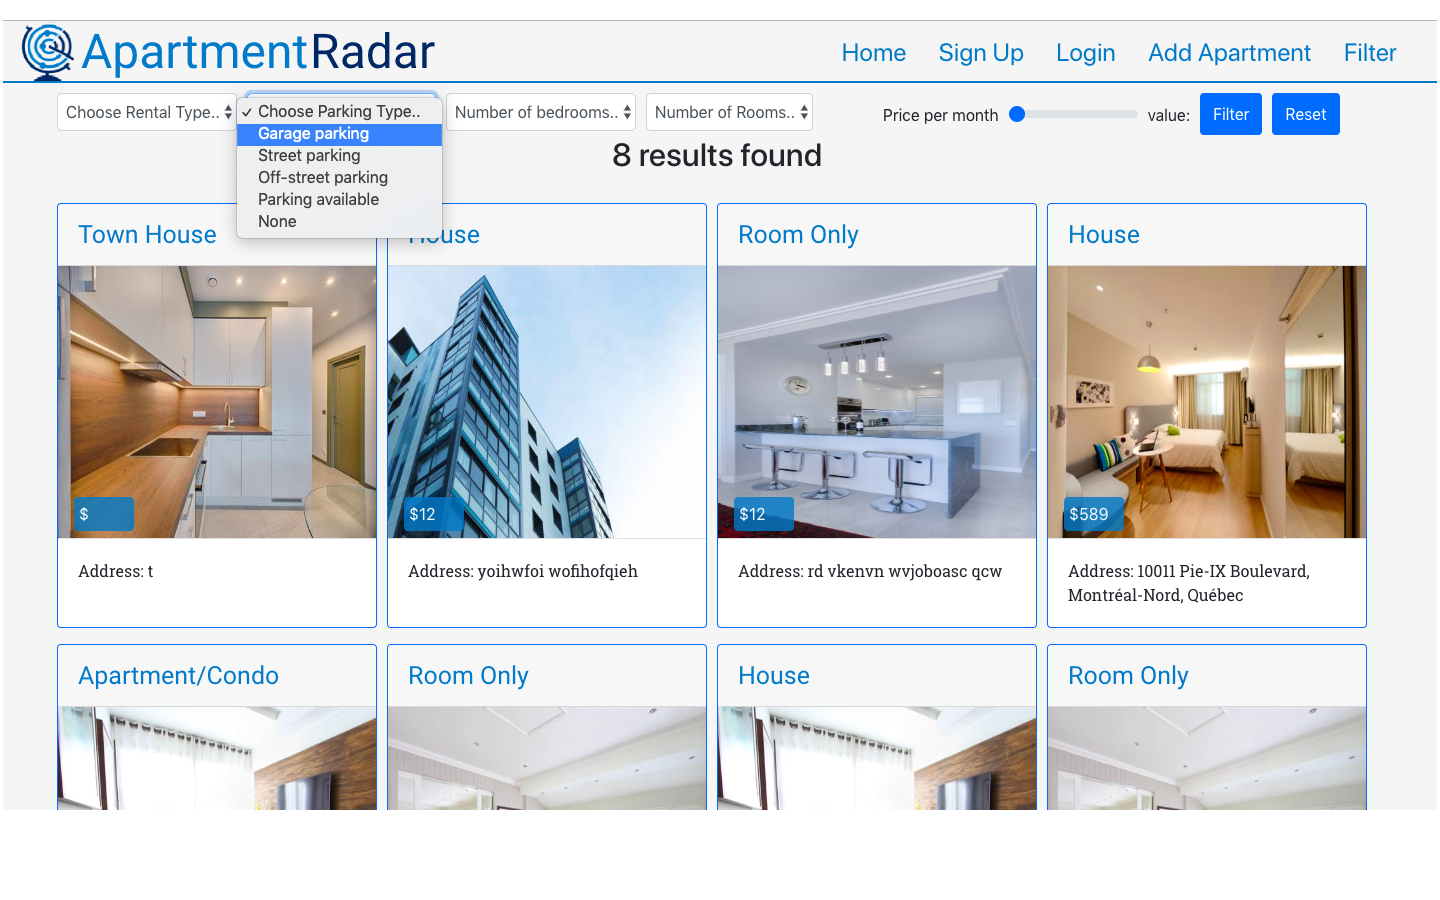 ApartmentRadar
Home Sign Up Login Add Apartment Filter
Choose Rental Type..
✓ Choose Parking Type..
Garage parking
Street parking
Off-street parking
Parking available
None
Number of bedrooms..
Number of Rooms..
Price per month
value:
Filter
Reset
8 results found
Town House
$
Address: t
House
$12
Address: yoihwfoi wofihofqieh
Room Only
$12
Address: rd vkenvn wvjoboasc qcw
House
$589
Address: 10011 Pie-IX Boulevard,
Montréal-Nord, Québec
Apartment/Condo
Room Only
House
Room Only